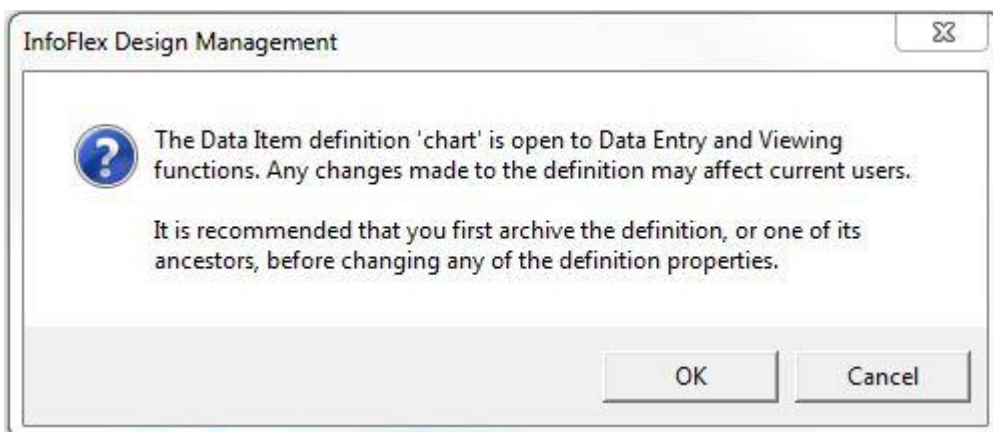 InfoFlex Design Management
The Data Item definition 'chart' is open to Data Entry and Viewing
functions. Any changes made to the definition may affect current users.
It is recommended that you first archive the definition, or one of its
ancestors, before changing any of the definition properties.
OK
Cancel